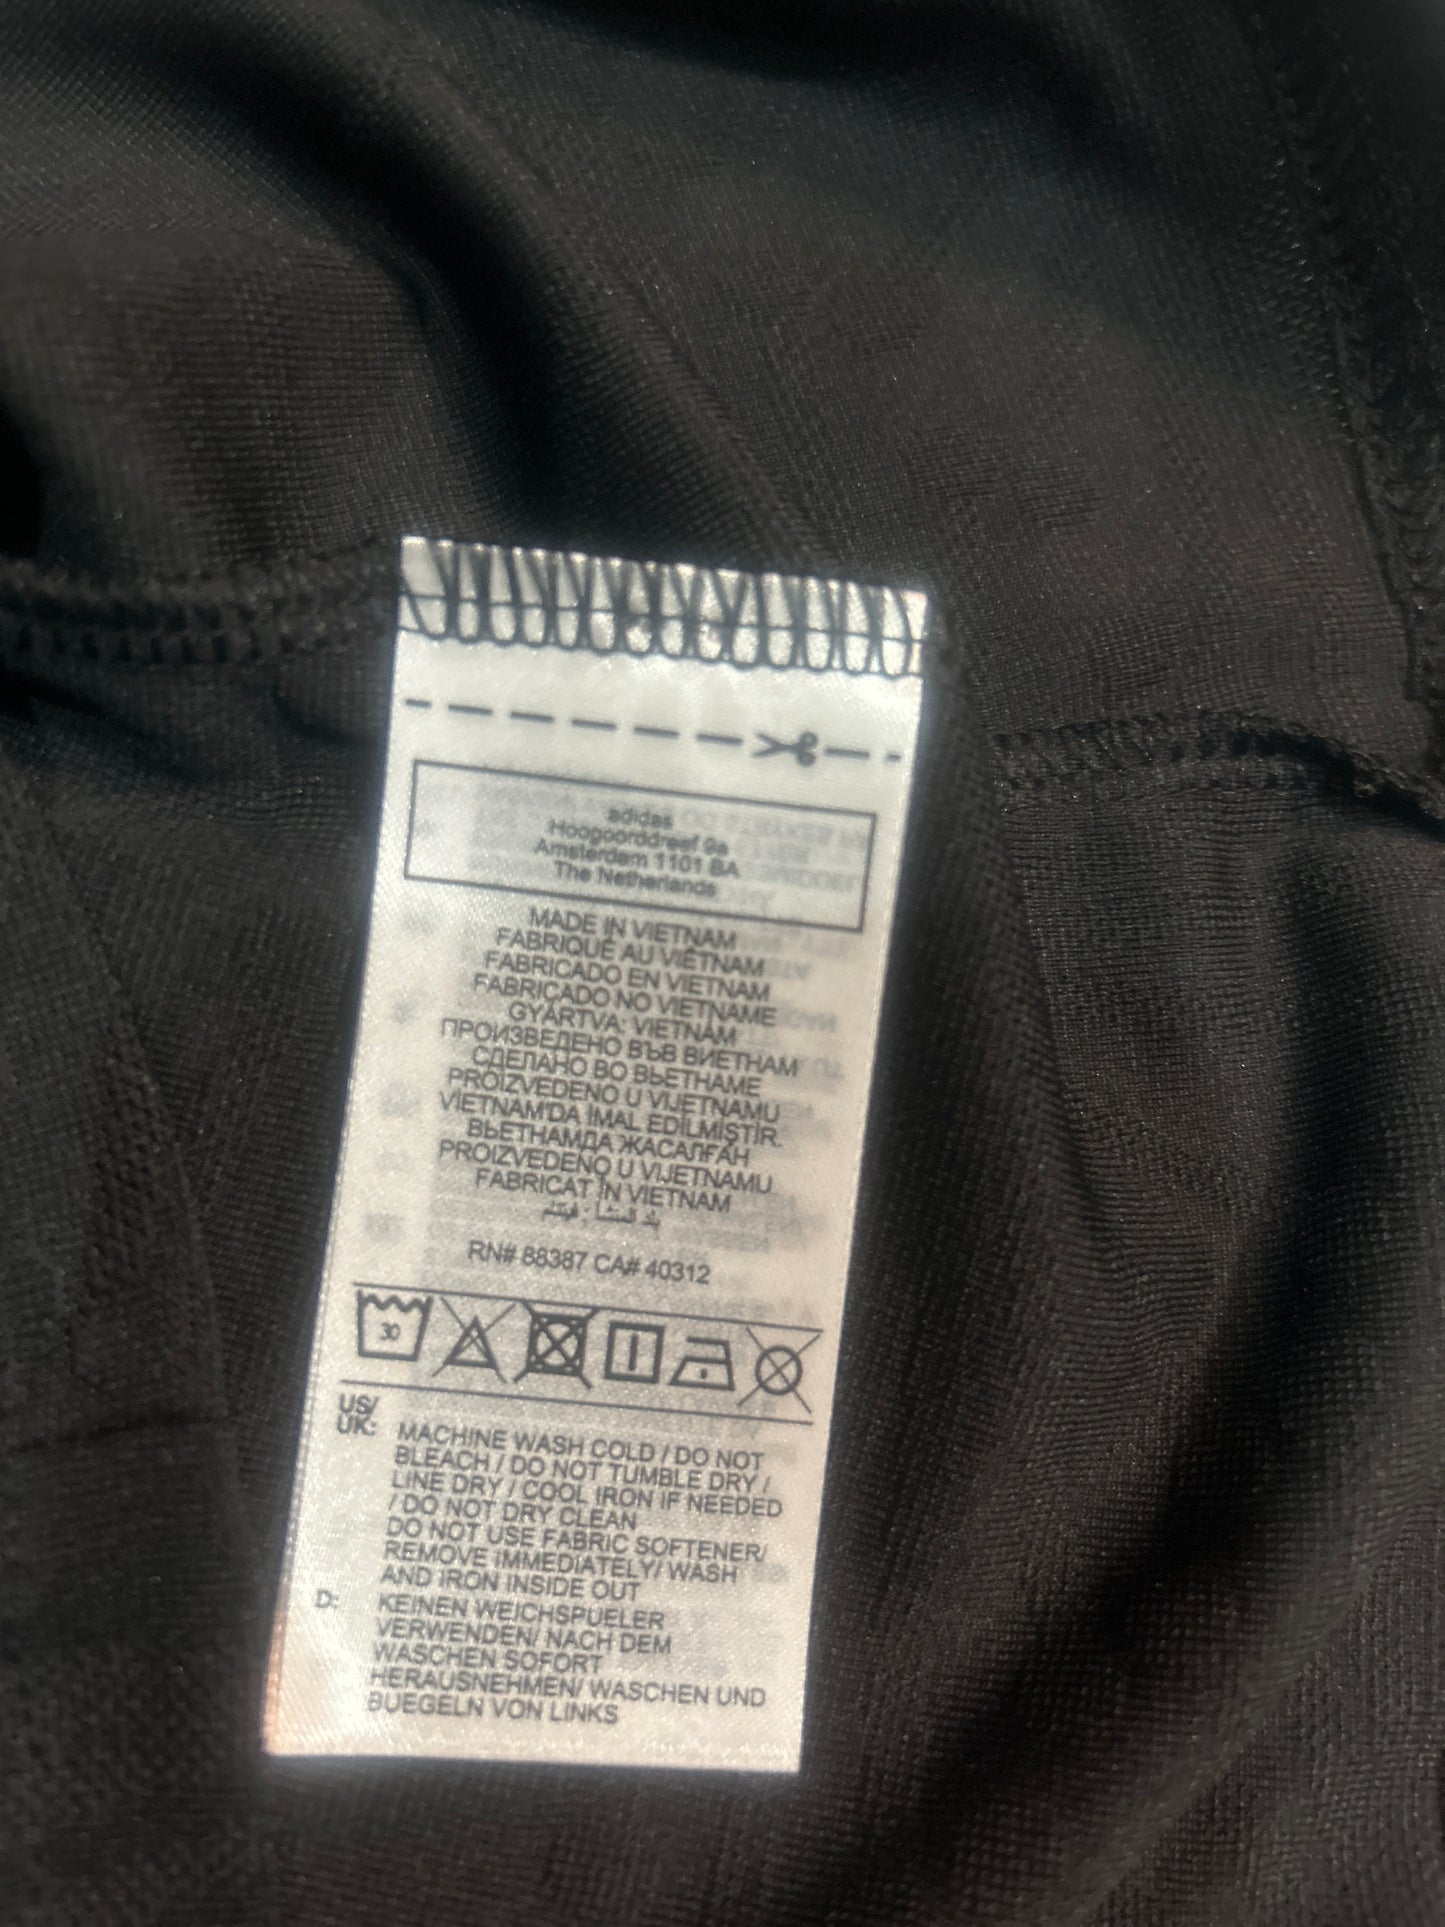 adidas
Hoogoorddreef 9a
Amsterdam 1101 BA
The Netherlands
MADE IN VIETNAM
FABRIQUÉ AU VIÊTNAM
FABRICADO EN VIETNAM
FABRICADO NO VIETNAME
GYÁRTVA: VIETNÁM
ПРОИЗВЕДЕНО ВЪВ ВИЕТНАМ
СДЕЛАНО ВО ВЬЕТНАМЕ
PROIZVEDENO U VIJETNAMU
VIETNAM'DA İMAL EDİLMİŞTİR.
ВЬЕТНАМДА ЖАСАЛҒАН
PROIZVEDENO U VIJETNAMU
FABRICAT ÎN VIETNAM
بلد المنشأ : فيتنام
RN# 88387 CA# 40312
30
US/
UK:
MACHINE WASH COLD / DO NOT
BLEACH / DO NOT TUMBLE DRY /
LINE DRY / COOL IRON IF NEEDED
/ DO NOT DRY CLEAN
DO NOT USE FABRIC SOFTENER/
REMOVE IMMEDIATELY/ WASH
AND IRON INSIDE OUT
D:
KEINEN WEICHSPUELER
VERWENDEN/ NACH DEM
WASCHEN SOFORT
HERAUSNEHMEN/ WASCHEN UND
BUEGELN VON LINKS